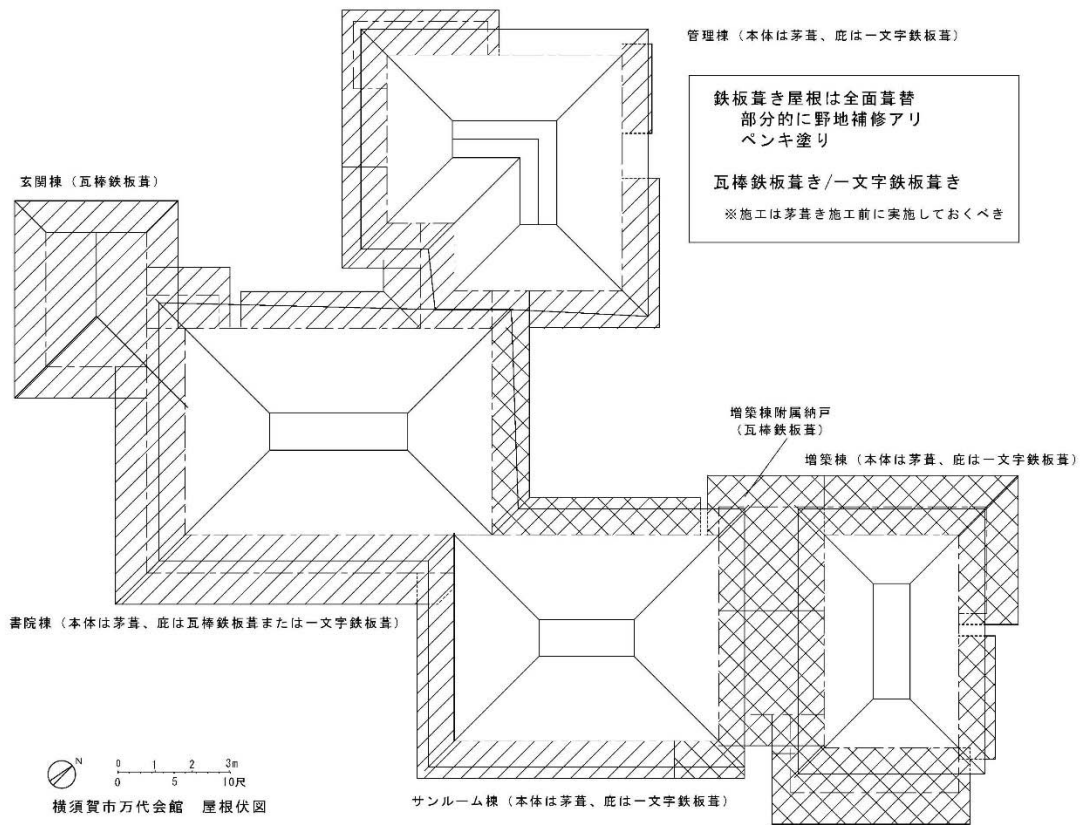 管理棟（本体は茅葺、庇は一文字鉄板葺）
鉄板葺き屋根は全面葺替
部分的に野地補修アリ
ペンキ塗り
瓦棒鉄板葺き/一文字鉄板葺き
※施工は茅葺き施工前に実施しておくべき
玄関棟（瓦棒鉄板葺）
増築棟附属納戸
（瓦棒鉄板葺）
増築棟（本体は茅葺、庇は一文字鉄板葺）
書院棟（本体は茅葺、庇は瓦棒鉄板葺または一文字鉄板葺）
N
0 1 2 3m
0 5 10尺
横須賀市万代会館 屋根伏図
サンルーム棟（本体は茅葺、庇は一文字鉄板葺）